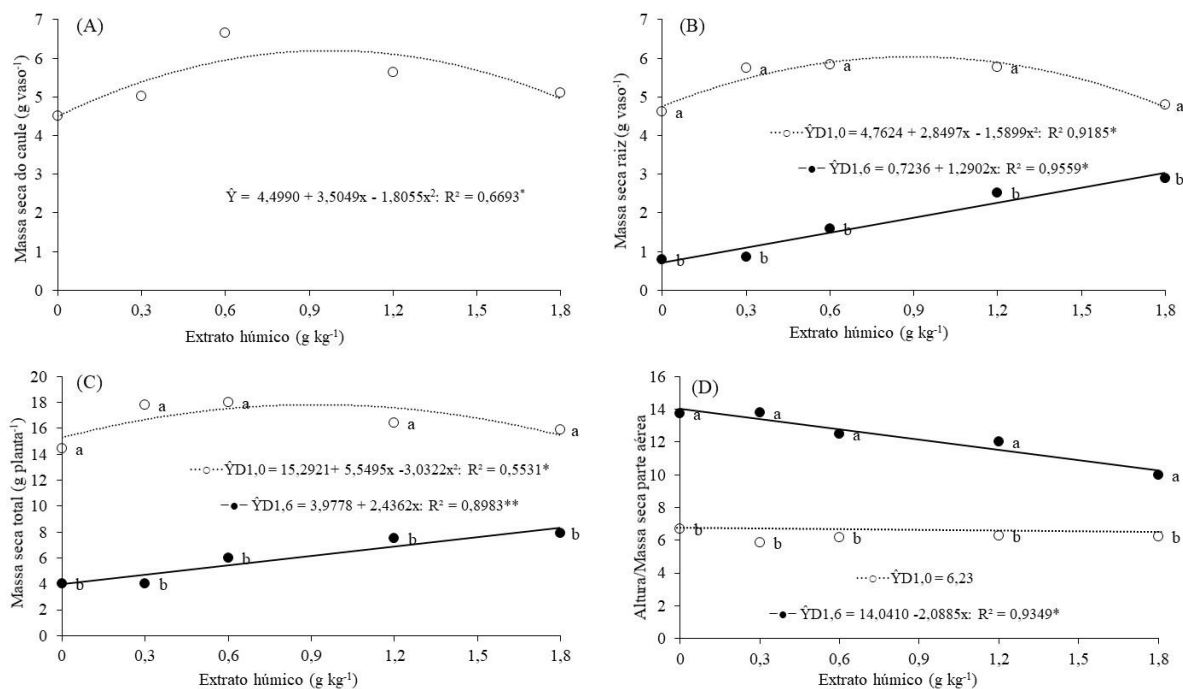 (A)
Massa seca do caule (g vaso⁻¹)
7
6
5
4
3
2
1
0
Ŷ = 4,4990 + 3,5049x - 1,8055x²: R² = 0,6693*
0 0,3 0,6 0,9 1,2 1,5 1,8
Extrato húmico (g kg⁻¹)
(B)
Massa seca raiz (g vaso⁻¹)
7
6
5
4
3
2
1
0
a a a a a
ŶD1,0 = 4,7624 + 2,8497x - 1,5899x²: R² 0,9185*
ŶD1,6 = 0,7236 + 1,2902x: R² = 0,9559*
b b b b b
0 0,3 0,6 0,9 1,2 1,5 1,8
Extrato húmico (g kg⁻¹)
(C)
Massa seca total (g planta⁻¹)
20
18
16
14
12
10
8
6
4
2
0
a a a a a
ŶD1,0 = 15,2921+ 5,5495x -3,0322x²: R² = 0,5531*
ŶD1,6 = 3,9778 + 2,4362x: R² = 0,8983**
b b b b b
0 0,3 0,6 0,9 1,2 1,5 1,8
Extrato húmico (g kg⁻¹)
(D)
Altura/Massa seca parte aérea
16
14
12
10
8
6
4
2
0
a a a a a
b b b b b
ŶD1,0 = 6,23
ŶD1,6 = 14,0410 -2,0885x: R² = 0,9349*
0 0,3 0,6 0,9 1,2 1,5 1,8
Extrato húmico (g kg⁻¹)